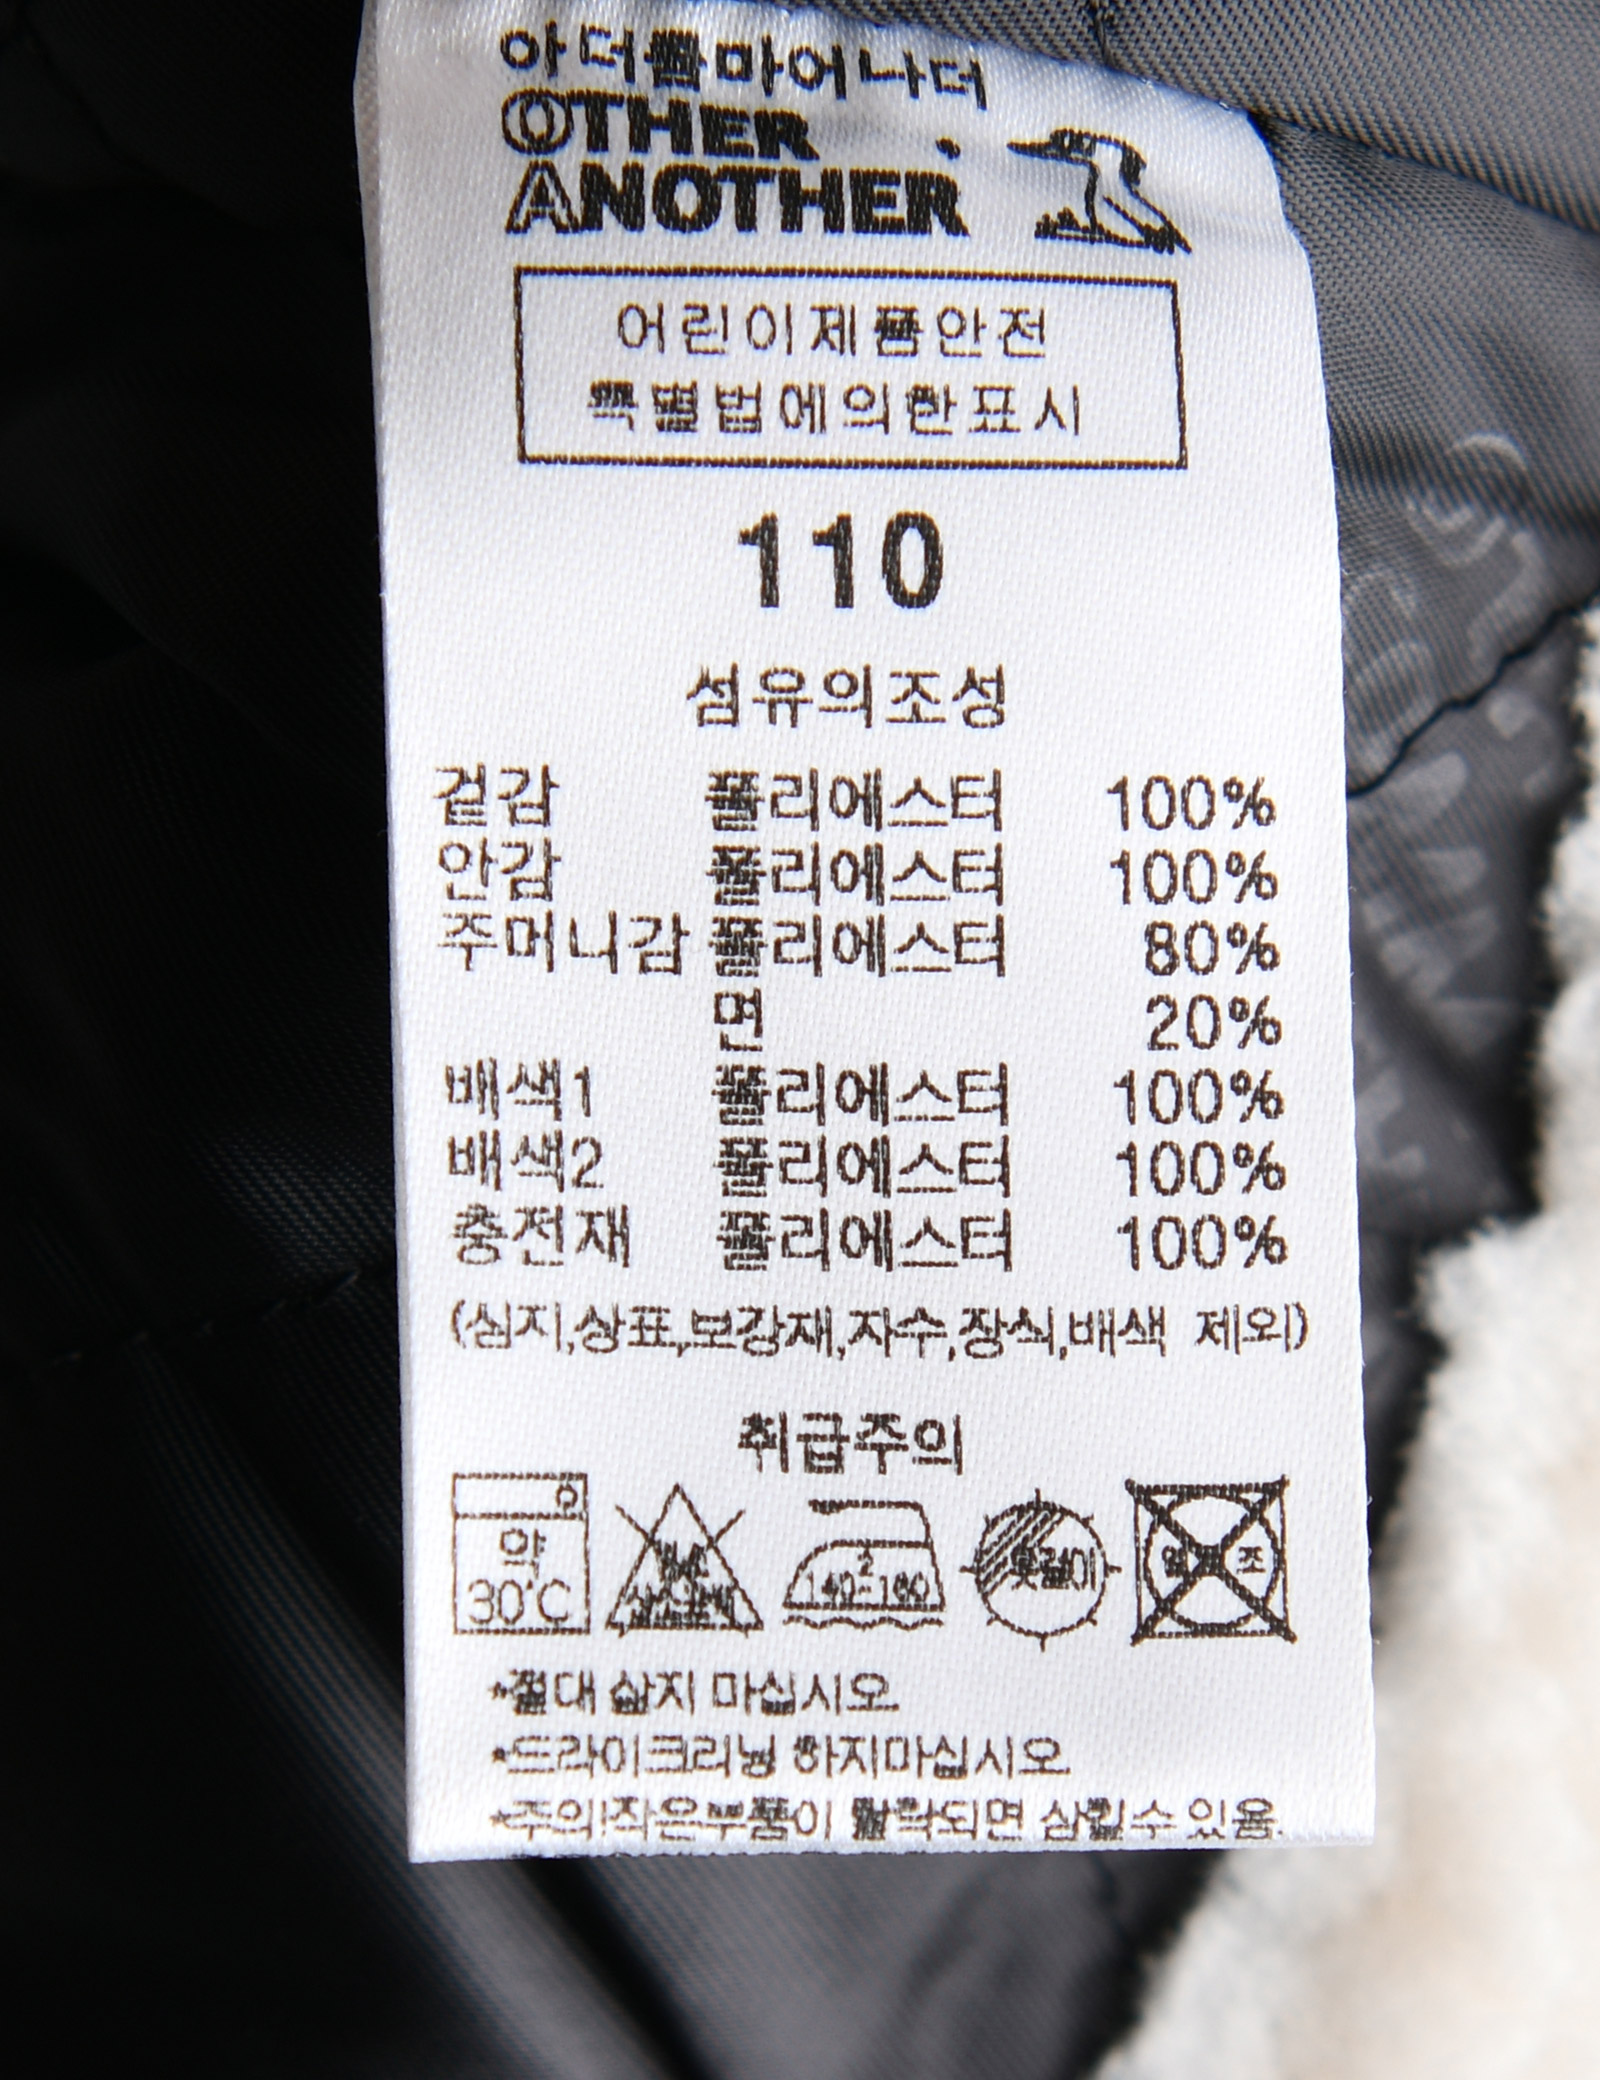 아더콤마어나더
OTHER,
ANOTHER
어린이제품안전
특별법에의한표시
110
섬유의조성
겉감 폴리에스터 100%
안감 폴리에스터 100%
주머니감 폴리에스터 80%
면 20%
배색1 폴리에스터 100%
배색2 폴리에스터 100%
충전재 폴리에스터 100%
(심지,상표,보강재,자수,장식,배색 제외)
취급주의
약
30°C
2
140-160
옷걸이
*절대 삶지 마십시오.
*드라이크리닝 하지마십시오.
*주의!작은부품이 탈락되면 삼킬수 있음.